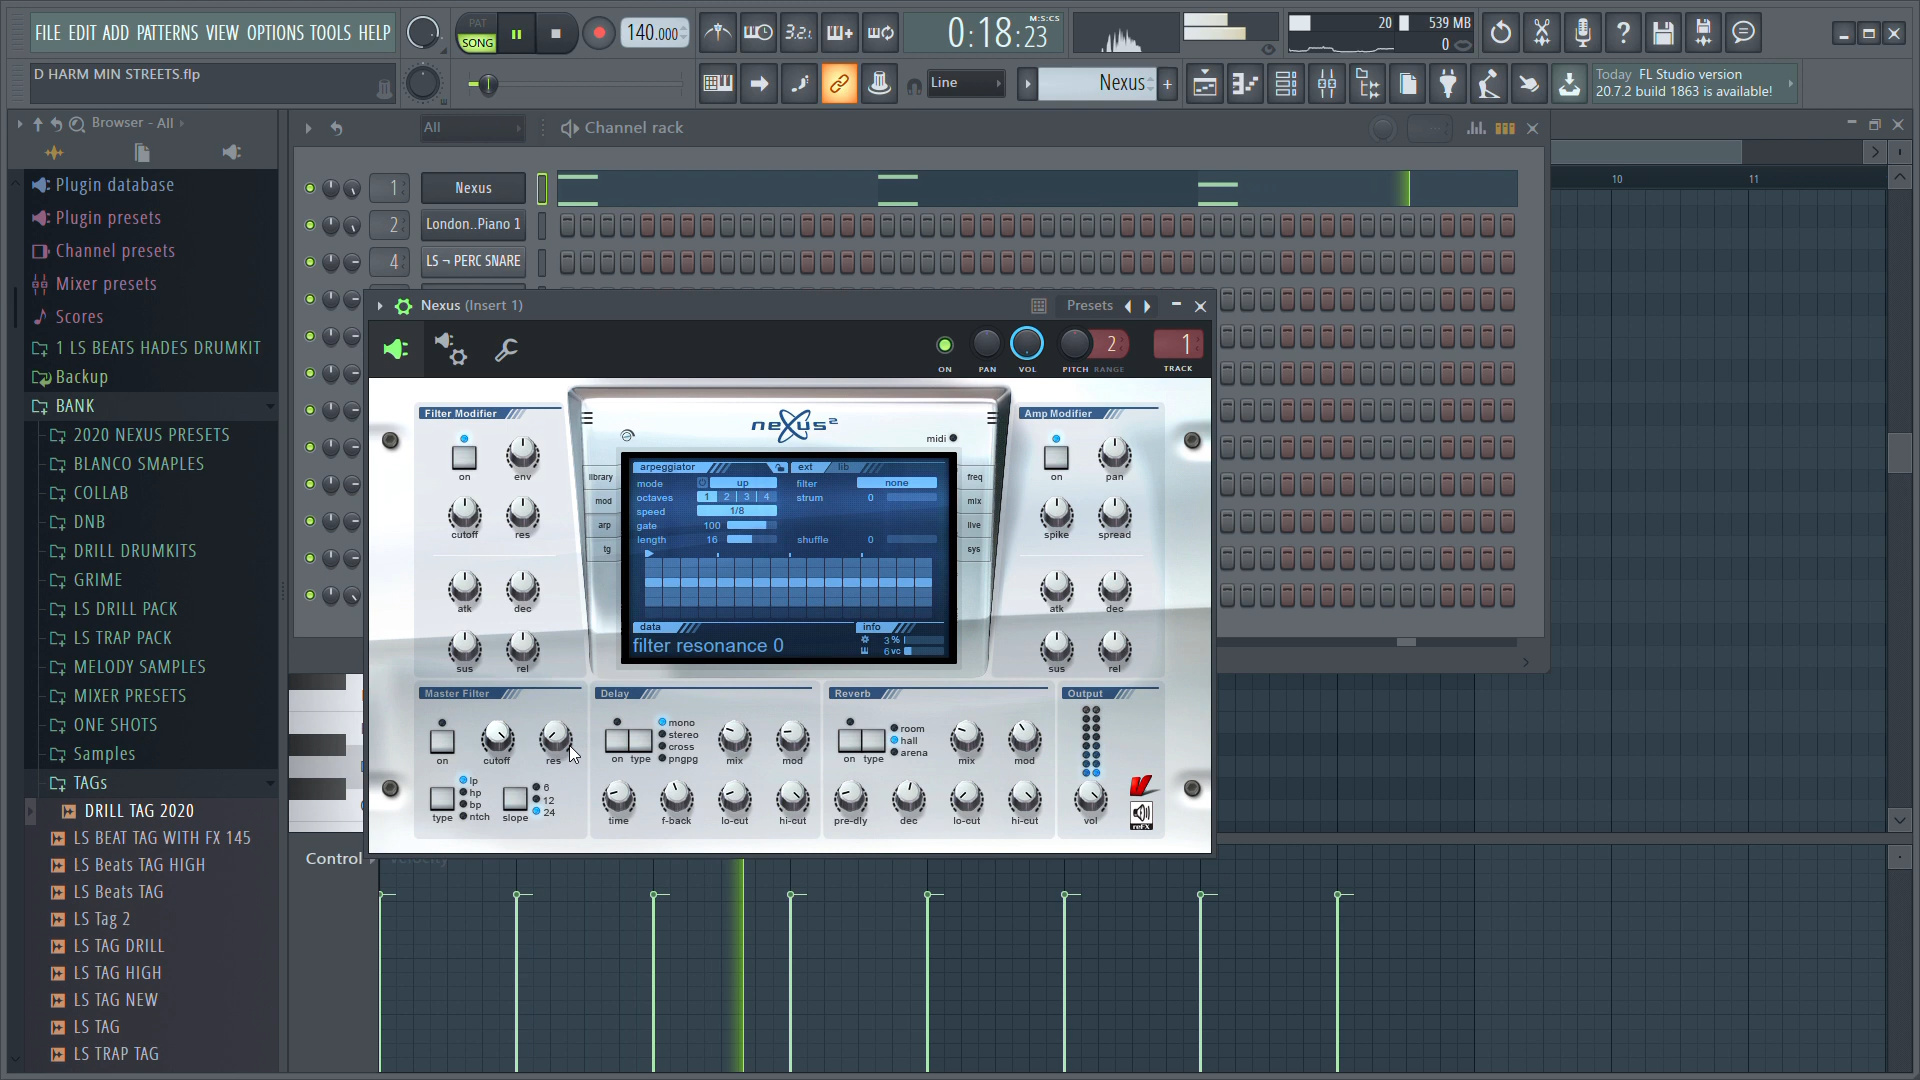 FILE EDIT ADD PATTERNS VIEW OPTIONS TOOLS HELP
PAT
SONG
140.000
3.2.1
0:18:23
M:S:CS
20
539 MB
0
D HARM MIN STREETS.flp
Line
Nexus
Today FL Studio version
20.7.2 build 1863 is available!
Browser - All
All
Channel rack
Plugin database
Plugin presets
Channel presets
Mixer presets
Scores
1 LS BEATS HADES DRUMKIT
Backup
BANK
2020 NEXUS PRESETS
BLANCO SMAPLES
COLLAB
DNB
DRILL DRUMKITS
GRIME
LS DRILL PACK
LS TRAP PACK
MELODY SAMPLES
MIXER PRESETS
ONE SHOTS
Samples
TAGs
DRILL TAG 2020
LS BEAT TAG WITH FX 145
LS Beats TAG HIGH
LS Beats TAG
LS Tag 2
LS TAG DRILL
LS TAG HIGH
LS TAG NEW
LS TAG
LS TRAP TAG
1 Nexus
2 London..Piano 1
4 LS ¬ PERC SNARE
10
11
Nexus (Insert 1)
Presets
ON
PAN
VOL
PITCH RANGE
2
1
TRACK
Filter Modifier
on
env
cutoff
res
atk
dec
sus
rel
nexus²
midi
library
mod
arp
tg
freq
mix
live
sys
arpeggiator
ext lib
mode up
octaves 1 2 3 4
speed 1/8
gate 100
length 16
filter none
strum 0
shuffle 0
data
filter resonance 0
info
3 %
6 vc
Amp Modifier
on
pan
spike
spread
atk
dec
sus
rel
Master Filter
on
cutoff
res
type
lp
hp
bp
ntch
slope
6
12
24
Delay
on type
mono
stereo
cross
pngpg
mix
mod
time
f-back
lo-cut
hi-cut
Reverb
on type
room
hall
arena
mix
mod
pre-dly
dec
lo-cut
hi-cut
Output
vol
reFX
Control
Velocity